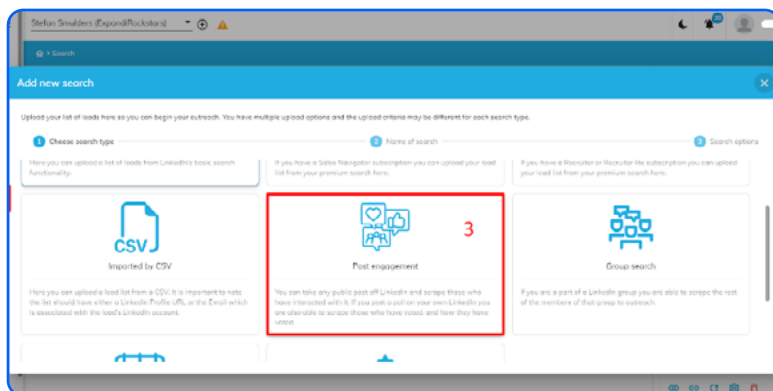 Stefan Smulders (ExpandiRockstars)
20
> Search
Add new search
Upload your list of leads here so you can begin your outreach. You have multiple upload options and the upload criteria may be different for each search type.
1 Choose search type
2 Name of search
3 Search options
Here you can upload a list of leads from LinkedIn's basic search
functionality.
If you have a Sales Navigator subscription you can upload your lead
list from your premium search here.
If you have a Recruiter or Recruiter lite subscription you can upload
your lead list from your premium search here.
CSV
Imported by CSV
Here you can upload a lead list from a CSV. It is important to note
the list should have either a LinkedIn Profile URL or the Email which
is associated with the lead's LinkedIn account.
3
Post engagement
You can take any public post off LinkedIn and scrape those who
have interacted with it. If you post a poll on your own LinkedIn you
are also able to scrape those who have voted, and how they have
voted.
Group search
If you are a part of a LinkedIn group you are able to scrape the rest
of the members of that group to outreach.